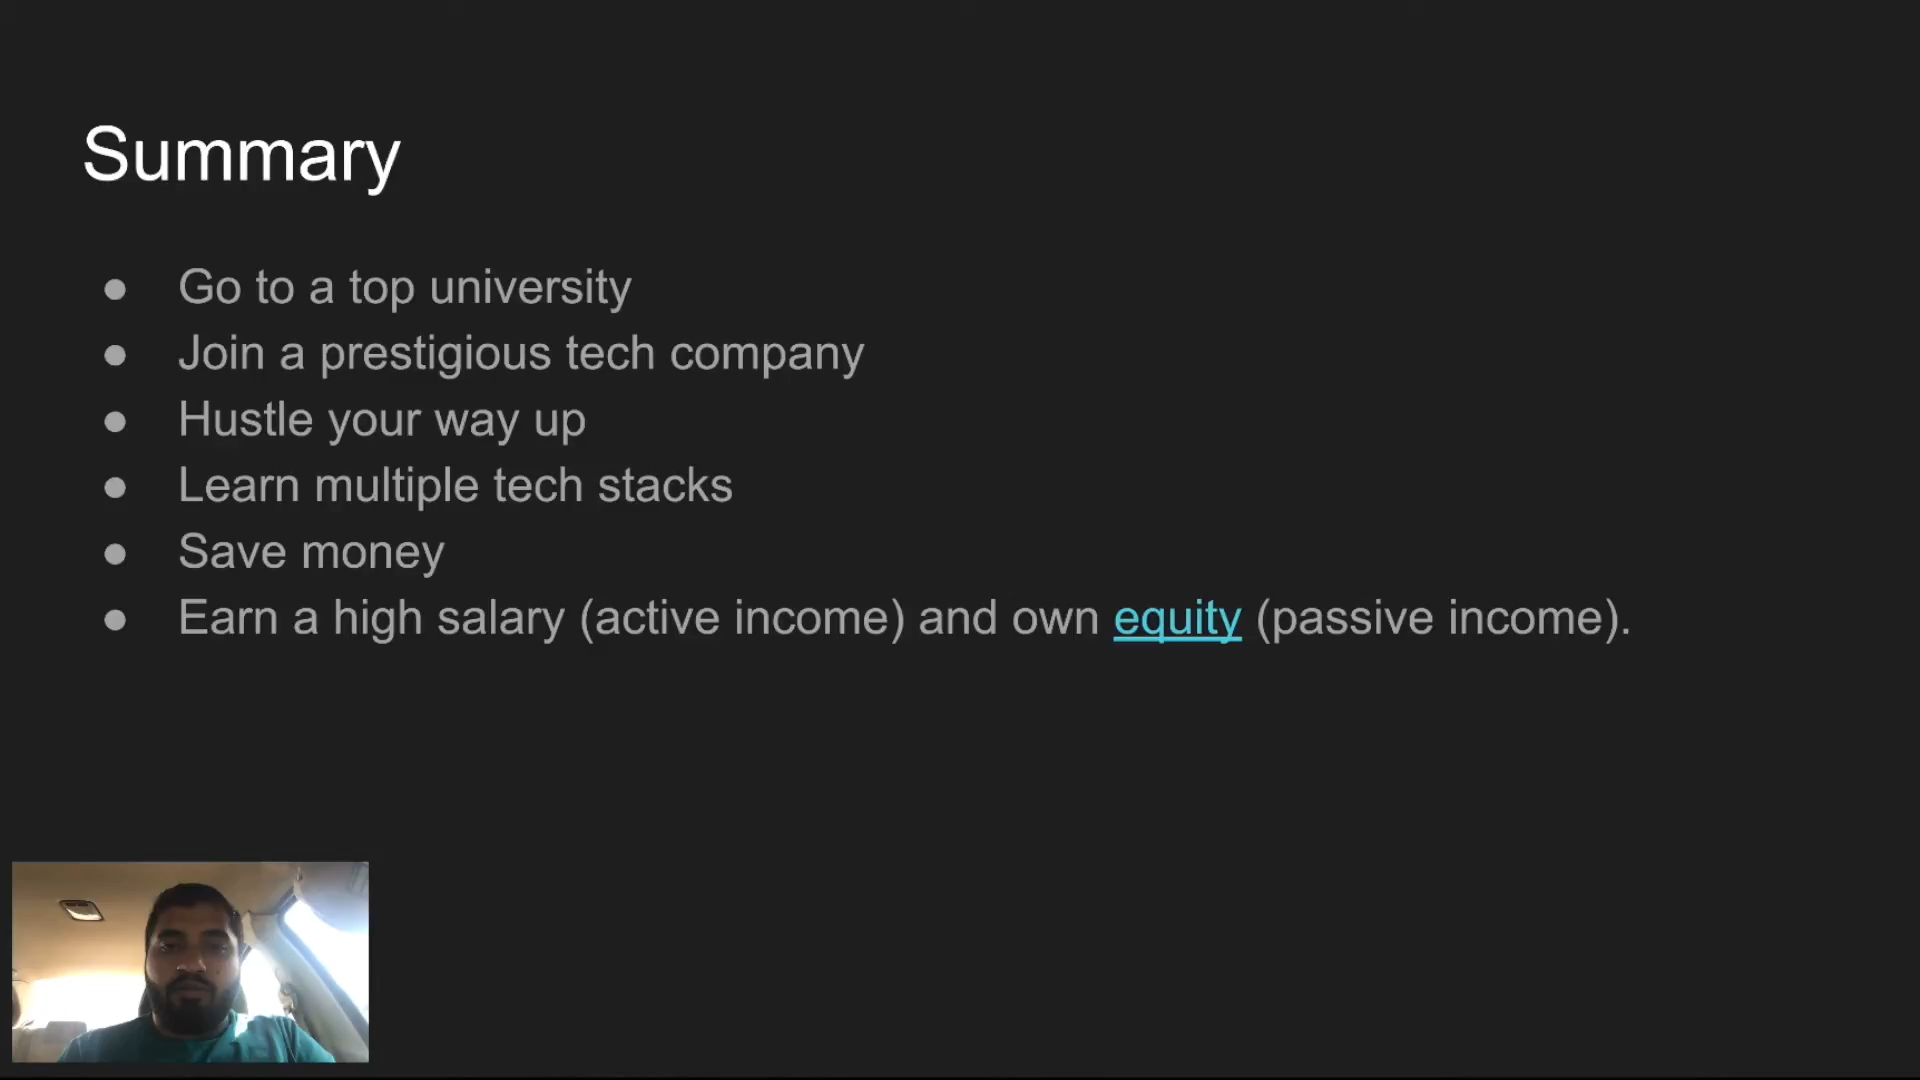 Summary
● Go to a top university
● Join a prestigious tech company
● Hustle your way up
● Learn multiple tech stacks
● Save money
● Earn a high salary (active income) and own equity (passive income).